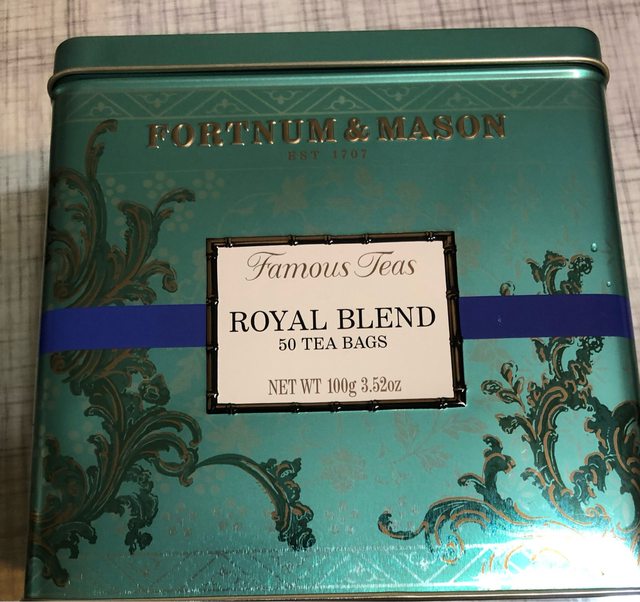 FORTNUM & MASON
EST 1707
Famous Teas
ROYAL BLEND
50 TEA BAGS
NET WT 100g 3.52oz